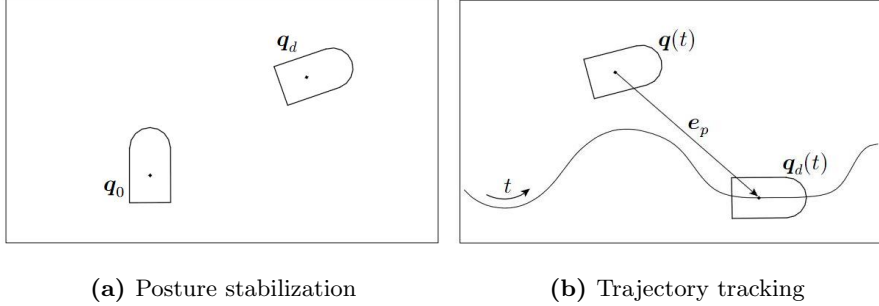 q_d
q_0
q(t)
e_p
q_d(t)
t
(a) Posture stabilization
(b) Trajectory tracking